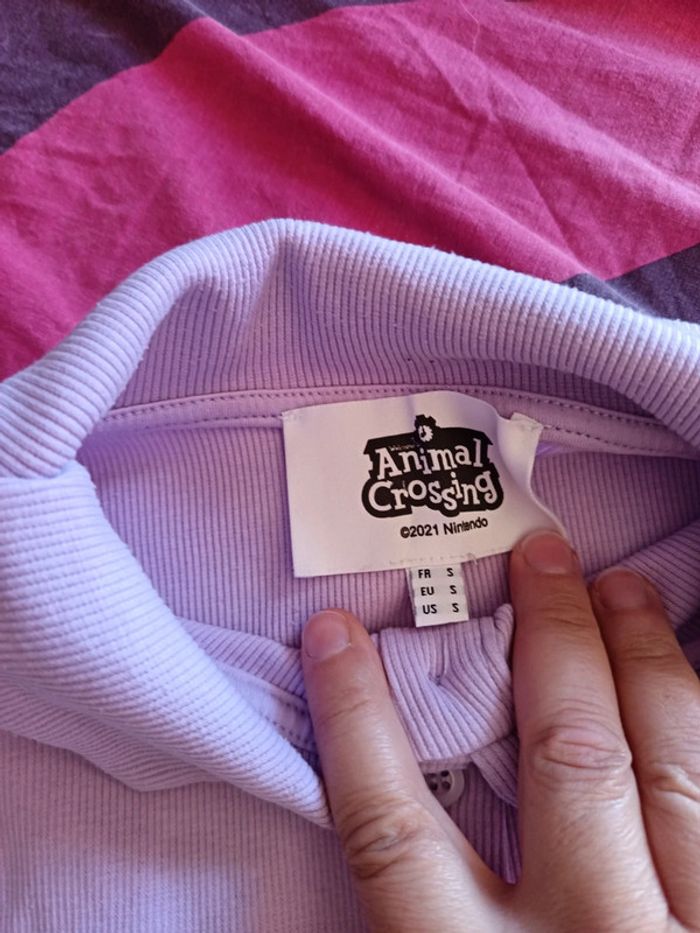 Animal
Crossing
©2021 Nintendo
FR S
EU S
US S